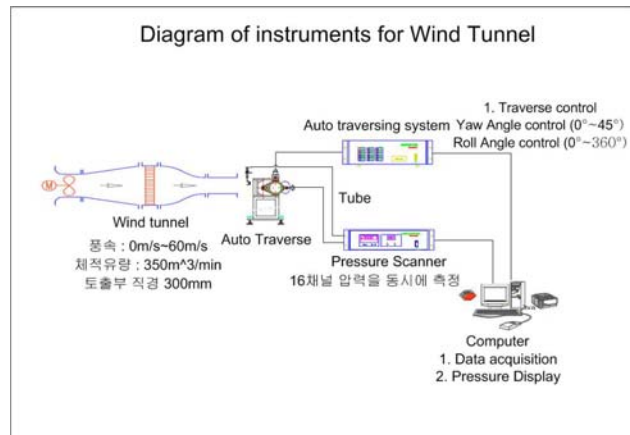 Diagram of instruments for Wind Tunnel
1. Traverse control
Auto traversing system
Yaw Angle control (0°~45°)
Roll Angle control (0°~360°)
M
Tube
Wind tunnel
Auto Traverse
풍속 : 0m/s~60m/s
체적유량 : 350m^3/min
토출부 직경 300mm
Pressure Scanner
16채널 압력을 동시에 측정
Computer
1. Data acquisition
2. Pressure Display